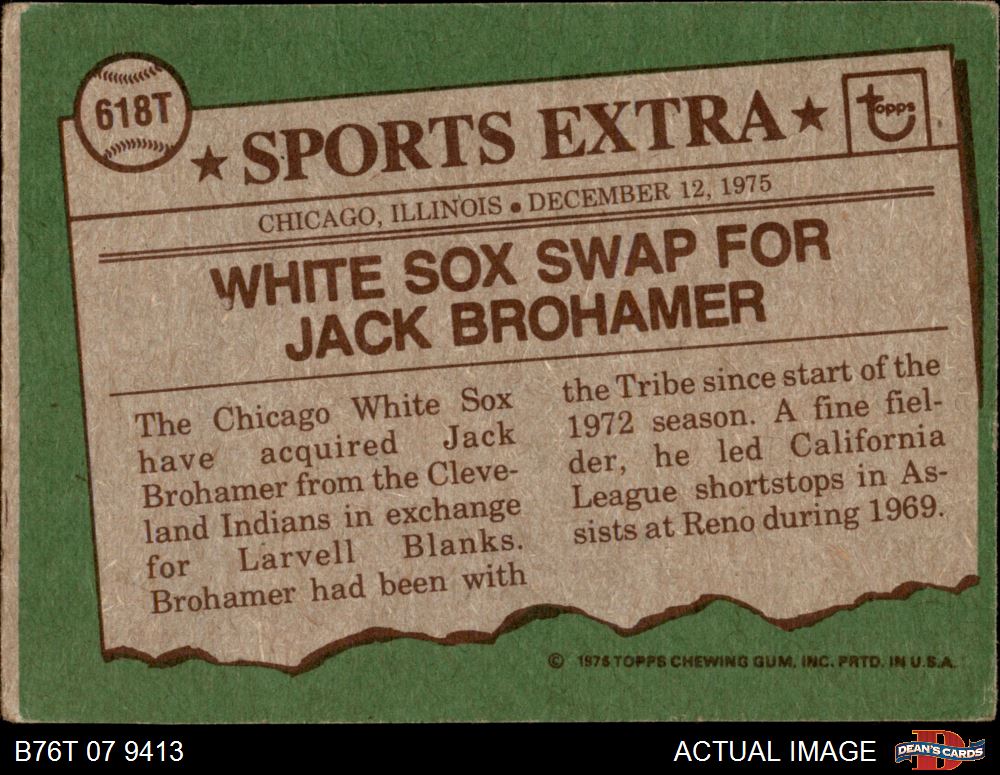 618T
★ SPORTS EXTRA ★
topps
CHICAGO, ILLINOIS • DECEMBER 12, 1975
WHITE SOX SWAP FOR
JACK BROHAMER
The Chicago White Sox
have acquired Jack
Brohamer from the Cleve-
land Indians in exchange
for Larvell Blanks.
Brohamer had been with
the Tribe since start of the
1972 season. A fine fiel-
der, he led California
League shortstops in As-
sists at Reno during 1969.
© 1976 TOPPS CHEWING GUM, INC. PRTD. IN U.S.A.
B76T 07 9413
ACTUAL IMAGE
DEAN'S CARDS